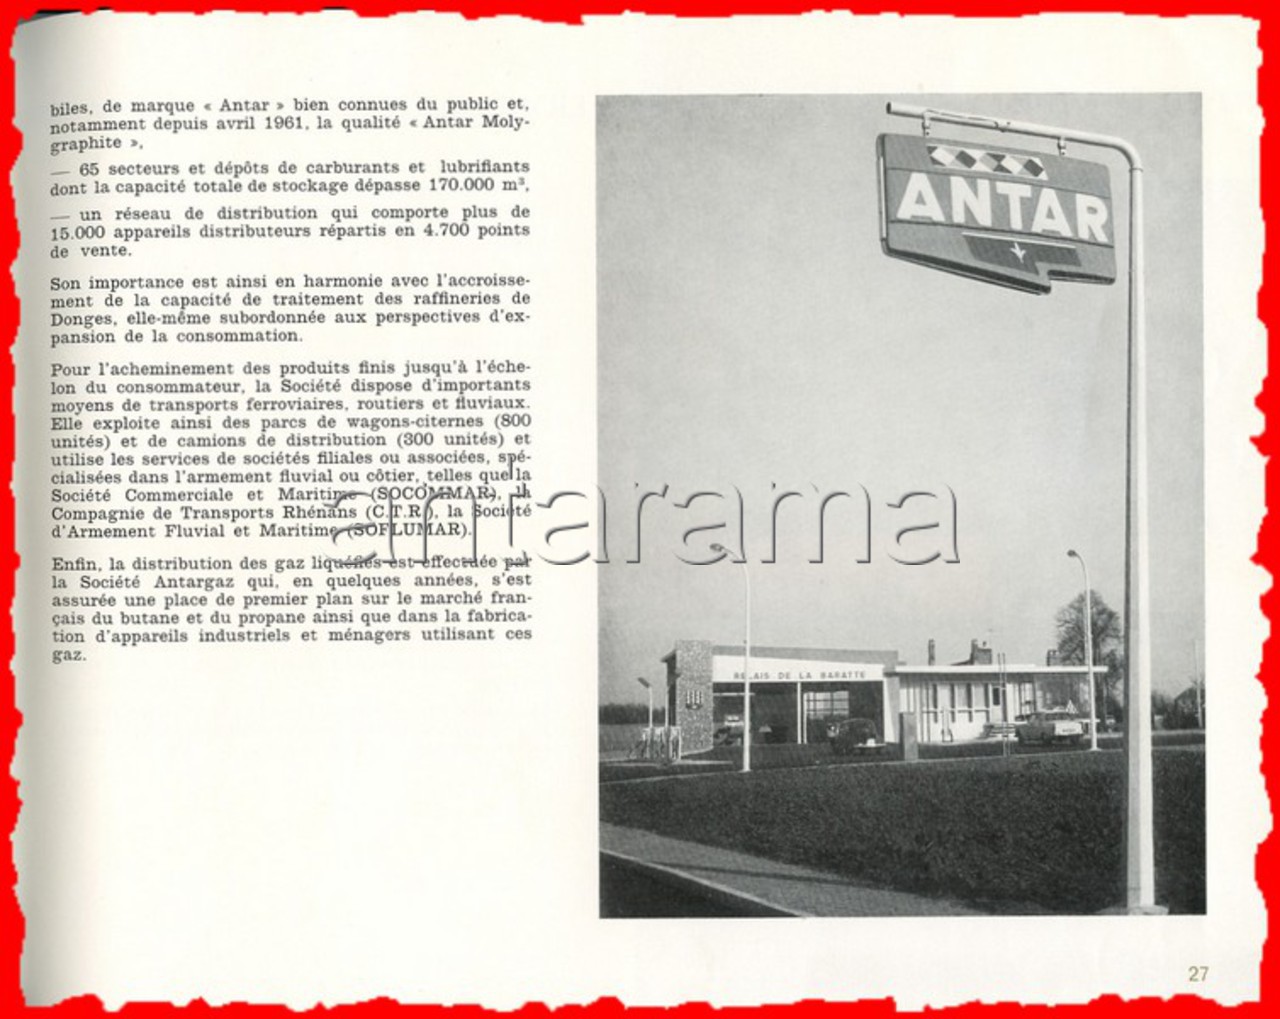 biles, de marque « Antar » bien connues du public et,
notamment depuis avril 1961, la qualité « Antar Moly-
graphite »,
— 65 secteurs et dépôts de carburants et lubrifiants
dont la capacité totale de stockage dépasse 170.000 m³,
— un réseau de distribution qui comporte plus de
15.000 appareils distributeurs répartis en 4.700 points
de vente.
Son importance est ainsi en harmonie avec l'accroisse-
ment de la capacité de traitement des raffineries de
Donges, elle-même subordonnée aux perspectives d'ex-
pansion de la consommation.
Pour l'acheminement des produits finis jusqu'à l'éche-
lon du consommateur, la Société dispose d'importants
moyens de transports ferroviaires, routiers et fluviaux.
Elle exploite ainsi des parcs de wagons-citernes (800
unités) et de camions de distribution (300 unités) et
utilise les services de sociétés filiales ou associées, spé-
cialisées dans l'armement fluvial ou côtier, telles que la
Société Commerciale et Maritime (SOCOMMAR), la
Compagnie de Transports Rhénans (C.T.R.), la Société
d'Armement Fluvial et Maritime (SOFLUMAR).
Enfin, la distribution des gaz liquéfiés est effectuée par
la Société Antargaz qui, en quelques années, s'est
assurée une place de premier plan sur le marché fran-
çais du butane et du propane ainsi que dans la fabrica-
tion d'appareils industriels et ménagers utilisant ces
gaz.
ANTAR
RELAIS DE LA BARATTE
antarama
27